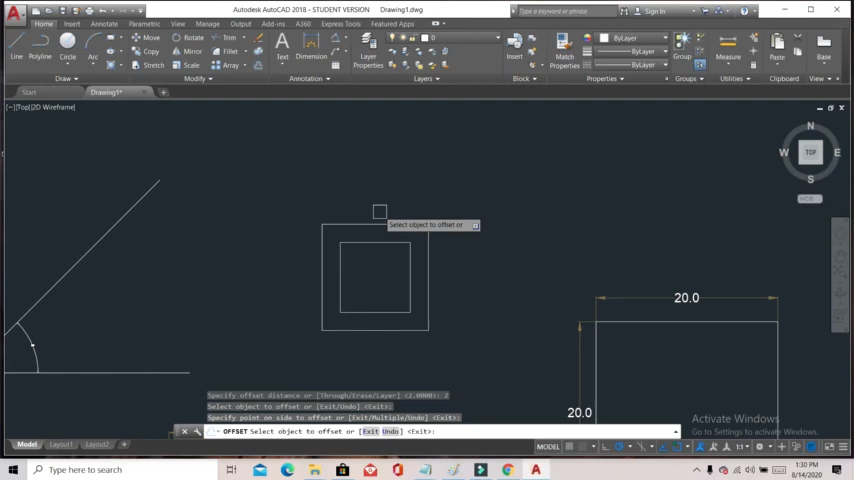 Autodesk AutoCAD 2018 - STUDENT VERSION Drawing1.dwg
Type a keyword or phrase
Sign In
Home Insert Annotate Parametric View Manage Output Add-ins A360 Express Tools Featured Apps
Line Polyline Circle Arc
Move Rotate Trim
Copy Mirror Fillet
Stretch Scale Array
Text Dimension
Layer Properties
0
Insert
Match Properties
ByLayer
ByLayer
ByLayer
Group
Measure
Paste
Base
Draw Modify Annotation Layers Block Properties Groups Utilities Clipboard View
Start Drawing1*
[−][Top][2D Wireframe]
N
W TOP E
S
WCS
Select object to offset or
20.0
20.0
Specify offset distance or [Through/Erase/Layer] <2.0000>: 2
Select object to offset or [Exit/Undo] <Exit>:
Specify point on side to offset or [Exit/Multiple/Undo] <Exit>:
OFFSET Select object to offset or [Exit Undo] <Exit>:
Activate Windows
Go to Settings to activate Windows.
Model Layout1 Layout2 +
MODEL 1:1
Type here to search
1:30 PM
8/14/2020